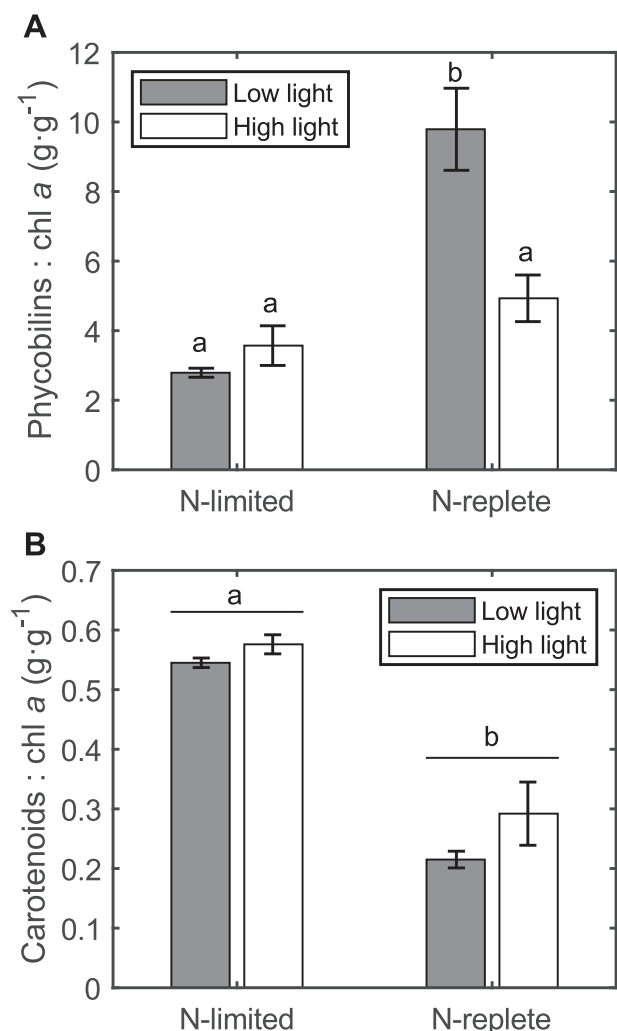 A
Phycobilins : chl a (g·g⁻¹)
12
10
8
6
4
2
0
Low light
High light
a
a
b
a
N-limited
N-replete
B
Carotenoids : chl a (g·g⁻¹)
0.7
0.6
0.5
0.4
0.3
0.2
0.1
0
a
Low light
High light
b
N-limited
N-replete